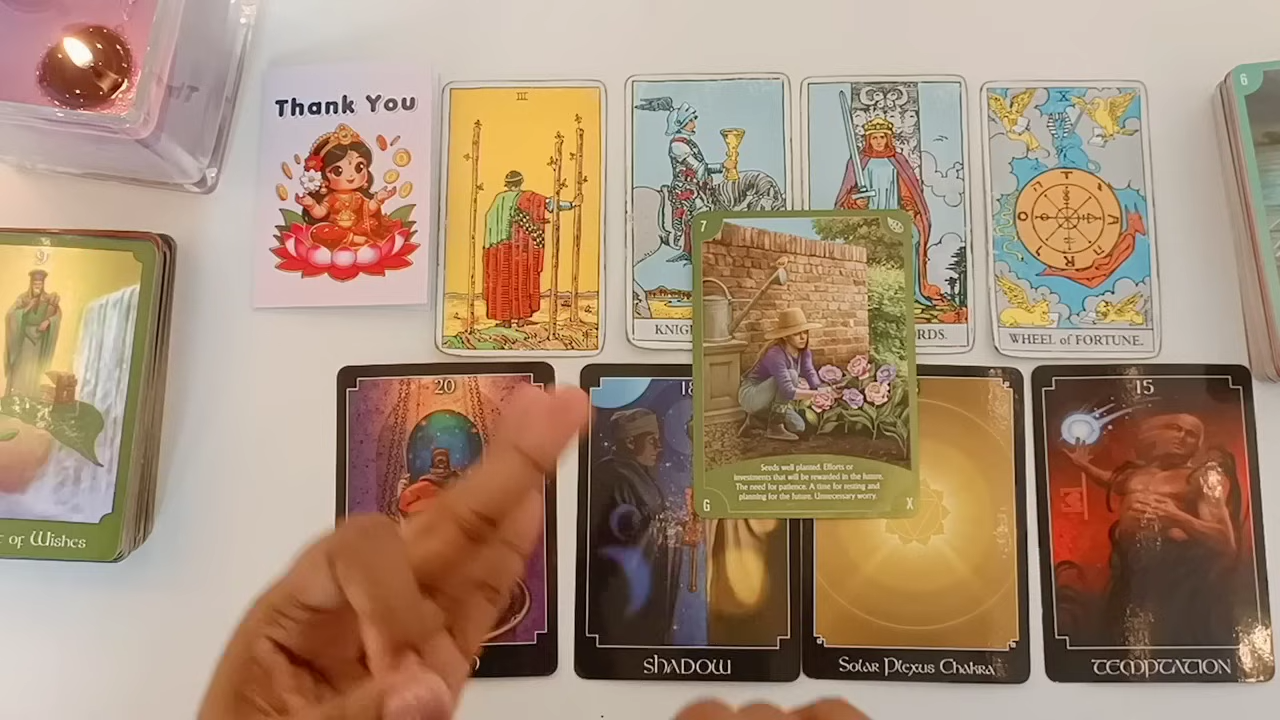 Thank You
III
X
6
9
KNIG
RDS.
WHEEL of FORTUNE.
7
Seeds well planted. Efforts or
investments that will be rewarded in the future.
The need for patience. A time for resting and
planning for the future. Unnecessary worry.
G
X
of Wishes
20
18
SHADOW
Solar Plexus Chakra
15
TEMPTATION